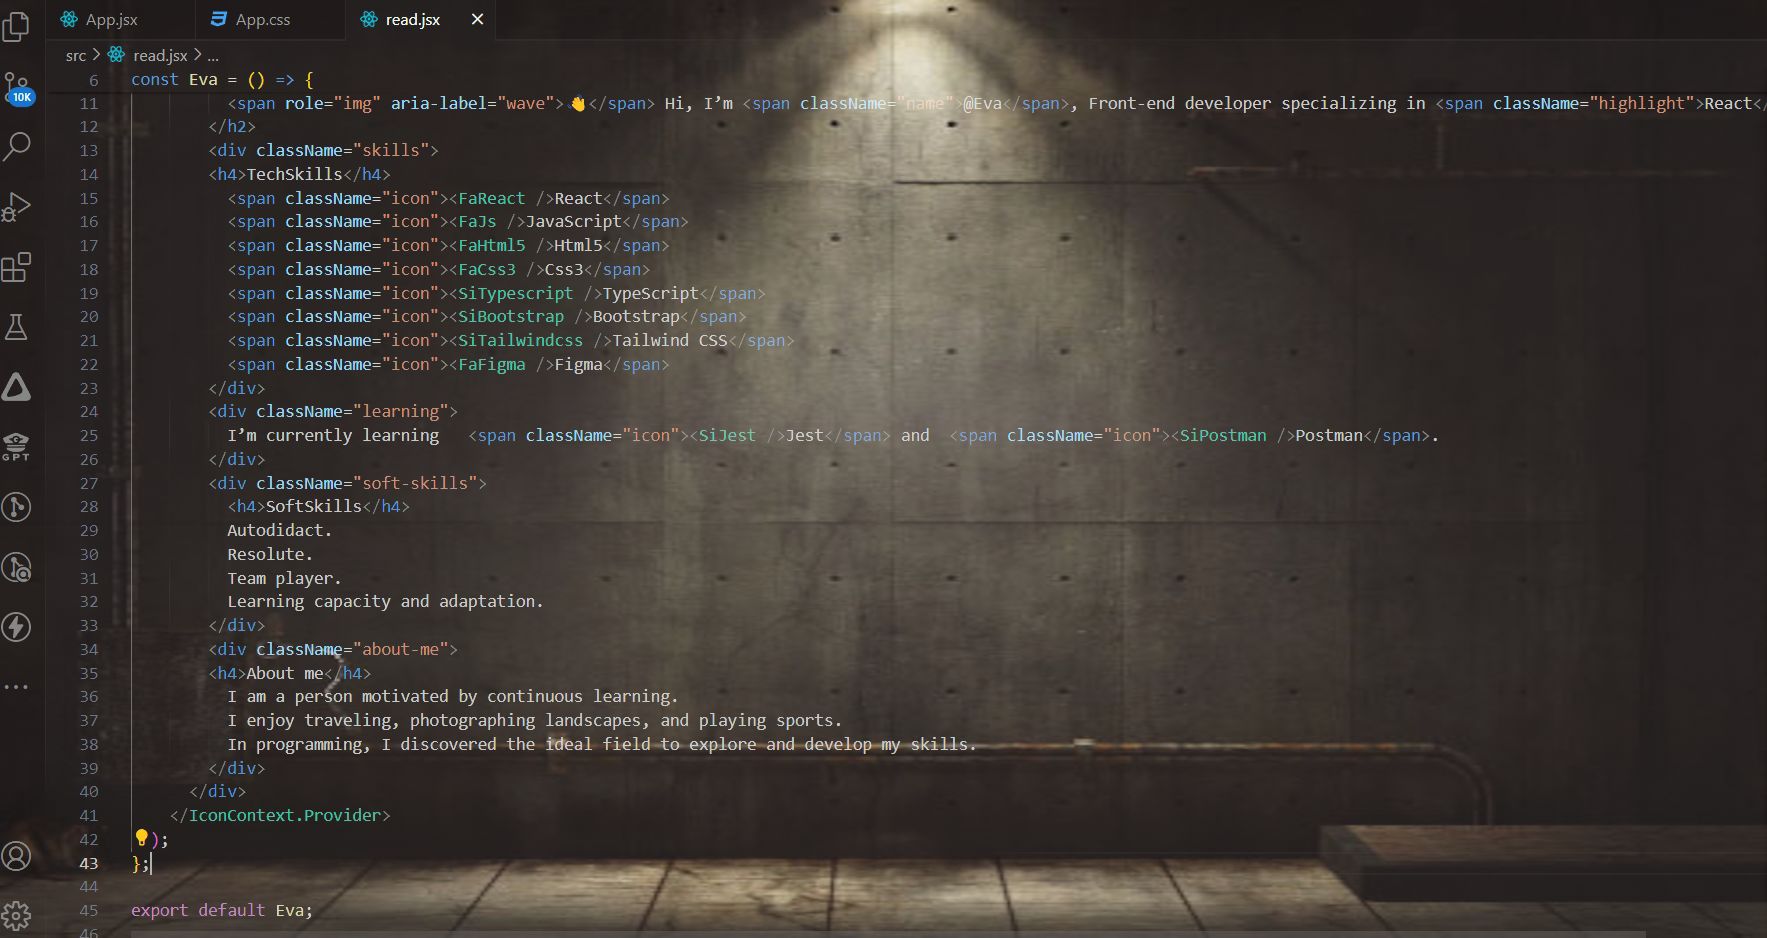 App.jsx App.css read.jsx
src > read.jsx > ...
10K
GPT
6 const Eva = () => {
11 <span role="img" aria-label="wave">👋</span> Hi, I’m <span className="name">@Eva</span>, Front-end developer specializing in <span className="highlight">React</
12 </h2>
13 <div className="skills">
14 <h4>TechSkills</h4>
15 <span className="icon"><FaReact />React</span>
16 <span className="icon"><FaJs />JavaScript</span>
17 <span className="icon"><FaHtml5 />Html5</span>
18 <span className="icon"><FaCss3 />Css3</span>
19 <span className="icon"><SiTypescript />TypeScript</span>
20 <span className="icon"><SiBootstrap />Bootstrap</span>
21 <span className="icon"><SiTailwindcss />Tailwind CSS</span>
22 <span className="icon"><FaFigma />Figma</span>
23 </div>
24 <div className="learning">
25 I’m currently learning <span className="icon"><SiJest />Jest</span> and <span className="icon"><SiPostman />Postman</span>.
26 </div>
27 <div className="soft-skills">
28 <h4>SoftSkills</h4>
29 Autodidact.
30 Resolute.
31 Team player.
32 Learning capacity and adaptation.
33 </div>
34 <div className="about-me">
35 <h4>About me</h4>
36 I am a person motivated by continuous learning.
37 I enjoy traveling, photographing landscapes, and playing sports.
38 In programming, I discovered the ideal field to explore and develop my skills.
39 </div>
40 </div>
41 </IconContext.Provider>
42 );
43 };
44
45 export default Eva;
46